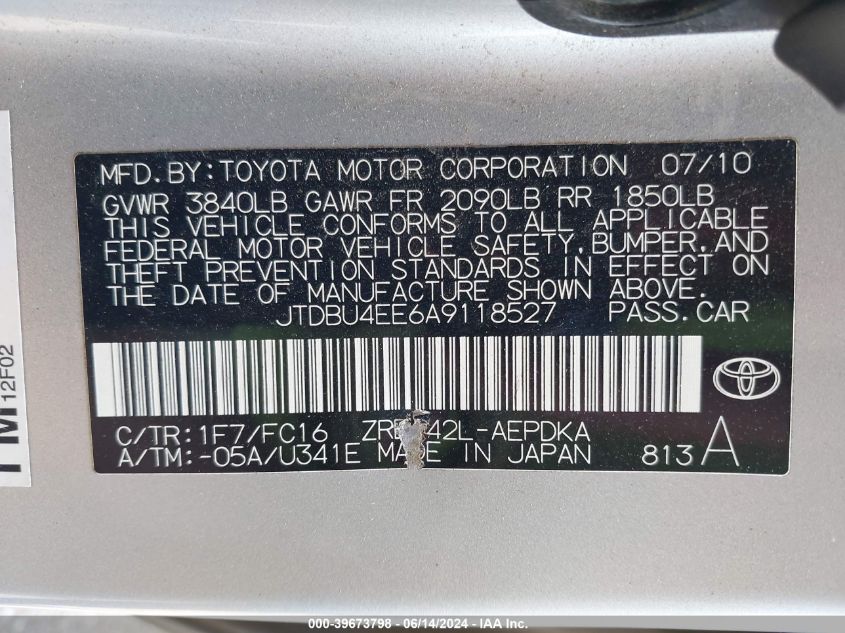 MFD.BY:TOYOTA MOTOR CORPORATION 07/10
GVWR 3840LB GAWR FR 2090LB RR 1850LB
THIS VEHICLE CONFORMS TO ALL APPLICABLE
FEDERAL MOTOR VEHICLE SAFETY,BUMPER,AND
THEFT PREVENTION STANDARDS IN EFFECT ON
THE DATE OF MANUFACTURE SHOWN ABOVE.
JTDBU4EE6A9118527 PASS.CAR
C/TR:1F7/FC16 42L-AEPDKA
A/TM:-05A/U341E MADE IN JAPAN 813 A
12F02
000-39673798 - 06/14/2024 - IAA Inc.